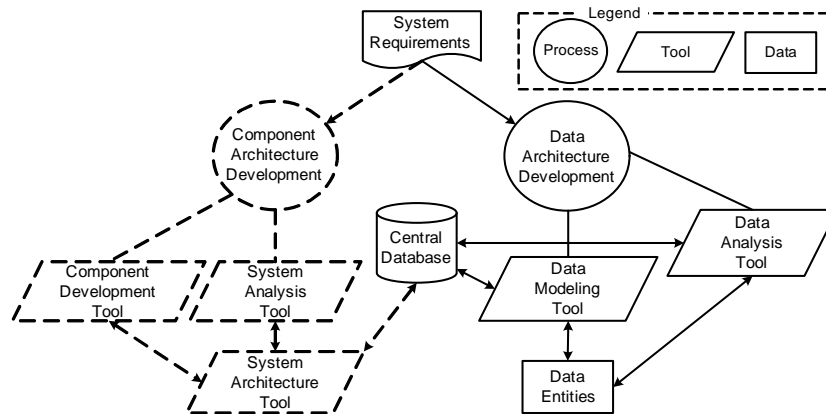 System
Requirements
Legend
Process
Tool
Data
Component
Architecture
Development
Data
Architecture
Development
Central
Database
Data
Analysis
Tool
Component
Development
Tool
System
Analysis
Tool
Data
Modeling
Tool
System
Architecture
Tool
Data
Entities